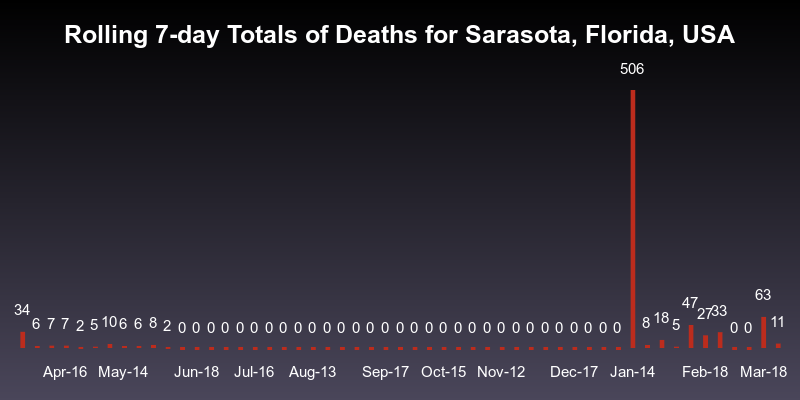 Rolling 7-day Totals of Deaths for Sarasota, Florida, USA
34 6 7 7 2 5 10 6 6 8 2 0 0 0 0 0 0 0 0 0 0 0 0 0 0 0 0 0 0 0 0 0 0 0 0 0 0 0 0 0 0 0 506 8 18 5 47 27 33 0 0 63 11
Apr-16 May-14 Jun-18 Jul-16 Aug-13 Sep-17 Oct-15 Nov-12 Dec-17 Jan-14 Feb-18 Mar-18